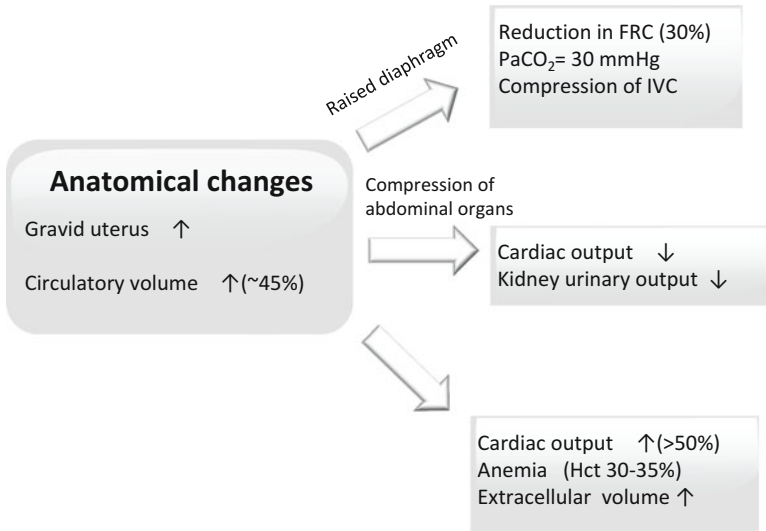 Anatomical changes
Gravid uterus ↑
Circulatory volume ↑(~45%)
Raised diaphragm
Reduction in FRC (30%)
PaCO₂= 30 mmHg
Compression of IVC
Compression of
abdominal organs
Cardiac output ↓
Kidney urinary output ↓
Cardiac output ↑(>50%)
Anemia (Hct 30-35%)
Extracellular volume ↑